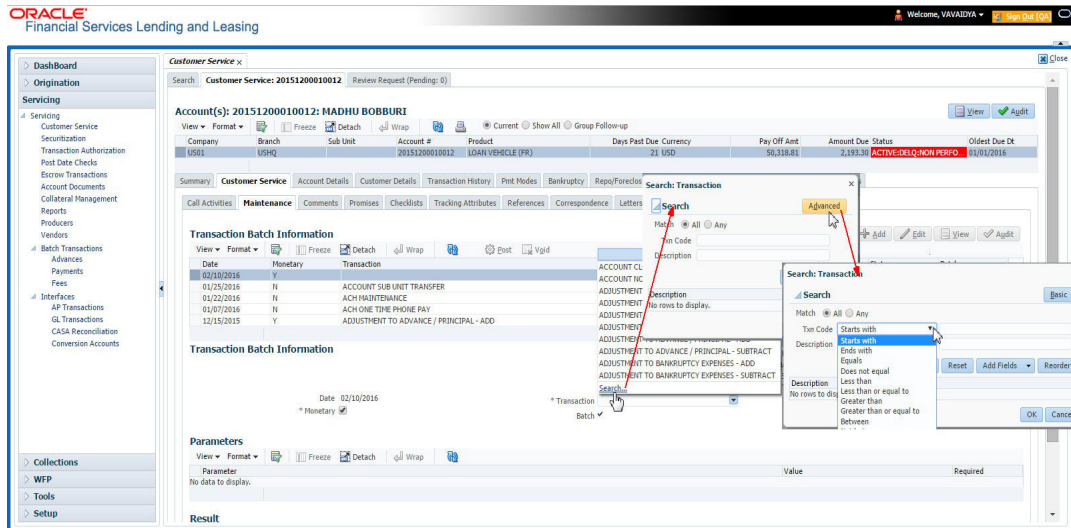 ORACLE'
Financial Services Lending and Leasing
Welcome, VAVAIDYA
Sign Out [QA]
Close
DashBoard
Origination
Servicing
Servicing
Customer Service
Securitization
Transaction Authorization
Post Date Checks
Escrow Transactions
Account Documents
Collateral Management
Reports
Producers
Vendors
Batch Transactions
Advances
Payments
Fees
Interfaces
AP Transactions
GL Transactions
CASA Reconciliation
Conversion Accounts
Collections
WFP
Tools
Setup
Customer Service
Search Customer Service: 20151200010012 Review Request (Pending: 0)
Account(s): 20151200010012: MADHU BOBBURI
View Audit
View Format Freeze Detach Wrap Current Show All Group Follow-up
Company Branch Sub Unit Account # Product Days Past Due Currency Pay Off Amt Amount Due Status Oldest Due Dt
US01 USHQ 20151200010012 LOAN VEHICLE (FR) 21 USD 50,318.81 2,193.30 ACTIVE:DELQ:NON PERFO 01/01/2016
Summary Customer Service Account Details Customer Details Transaction History Pmt Modes Bankruptcy Repo/Foreclos
Call Activities Maintenance Comments Promises Checklists Tracking Attributes References Correspondence Letters
Transaction Batch Information
Add Edit View Audit
View Format Freeze Detach Wrap Post Void
Date Monetary Transaction
02/10/2016 Y
01/25/2016 N ACCOUNT SUB UNIT TRANSFER
01/22/2016 N ACH MAINTENANCE
01/07/2016 N ACH ONE TIME PHONE PAY
12/15/2015 Y ADJUSTMENT TO ADVANCE / PRINCIPAL - ADD
Transaction Batch Information
Date 02/10/2016
* Monetary
* Transaction
Batch
ACCOUNT CL
ACCOUNT NC
ADJUSTMENT
ADJUSTMENT
ADJUSTMENT
ADJUSTMENT
ADJUSTMENT TO ADVANCE / PRINCIPAL - SUBTRACT
ADJUSTMENT TO BANKRUPTCY EXPENSES - ADD
ADJUSTMENT TO BANKRUPTCY EXPENSES - SUBTRACT
Search...
Search: Transaction
Search
Advanced
Match All Any
Txn Code
Description
Description
No rows to display.
Search: Transaction
Search
Basic
Match All Any
Txn Code Starts with
Description
Starts with
Ends with
Equals
Does not equal
Less than
Less than or equal to
Greater than
Greater than or equal to
Between
Reset Add Fields Reorder
Description
No rows to disp
OK Cance
Parameters
View Format Freeze Detach Wrap
Parameter Value Required
No data to display.
Result